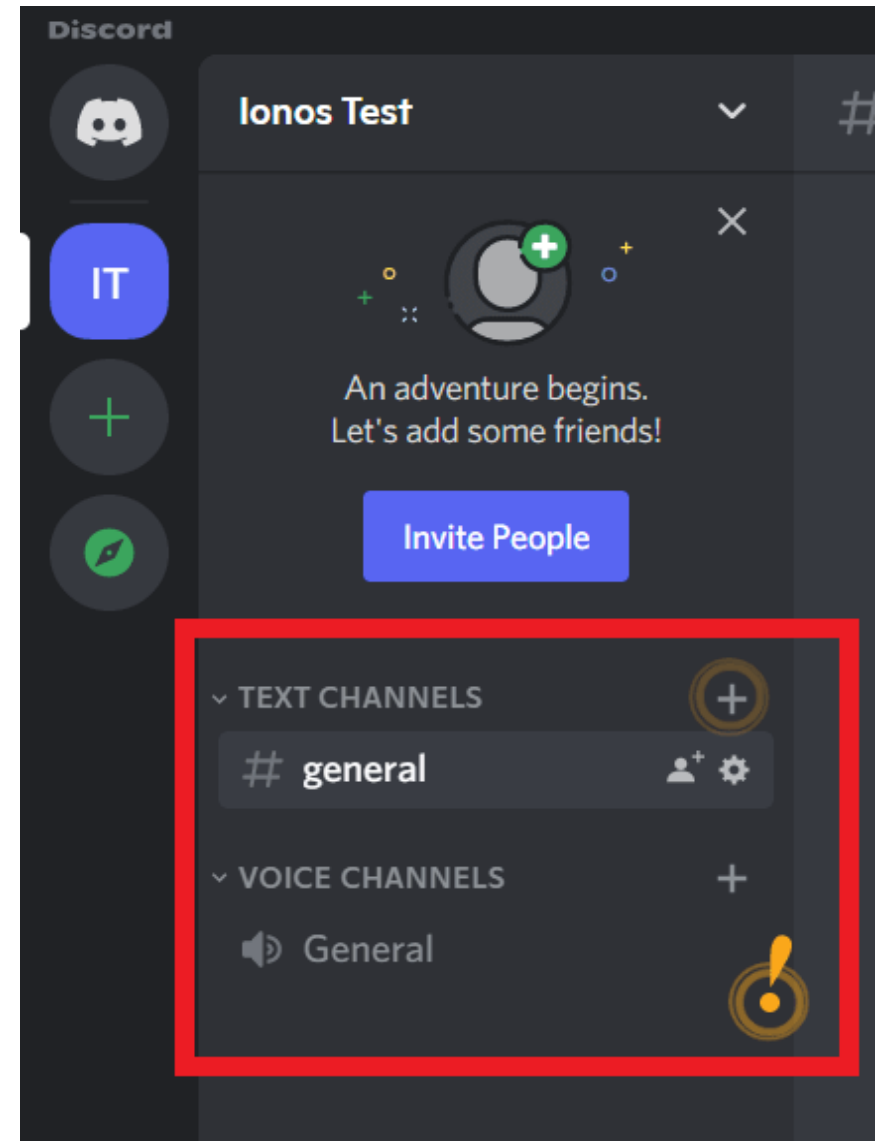 Discord
Ionos Test
IT
An adventure begins.
Let's add some friends!
Invite People
TEXT CHANNELS
# general
VOICE CHANNELS
General